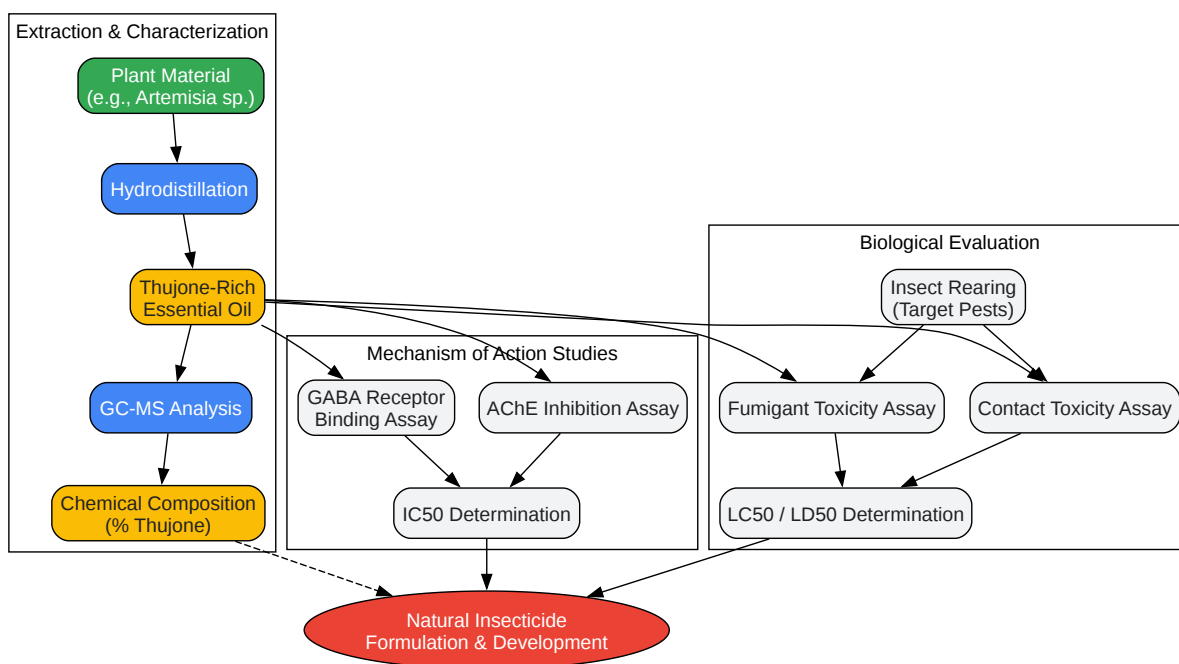 Extraction & Characterization
Plant Material
(e.g., Artemisia sp.)
Hydrodistillation
Thujone-Rich
Essential Oil
GC-MS Analysis
Chemical Composition
(% Thujone)
Mechanism of Action Studies
GABA Receptor
Binding Assay
AChE Inhibition Assay
IC50 Determination
Biological Evaluation
Insect Rearing
(Target Pests)
Fumigant Toxicity Assay
Contact Toxicity Assay
LC50 / LD50 Determination
Natural Insecticide
Formulation & Development